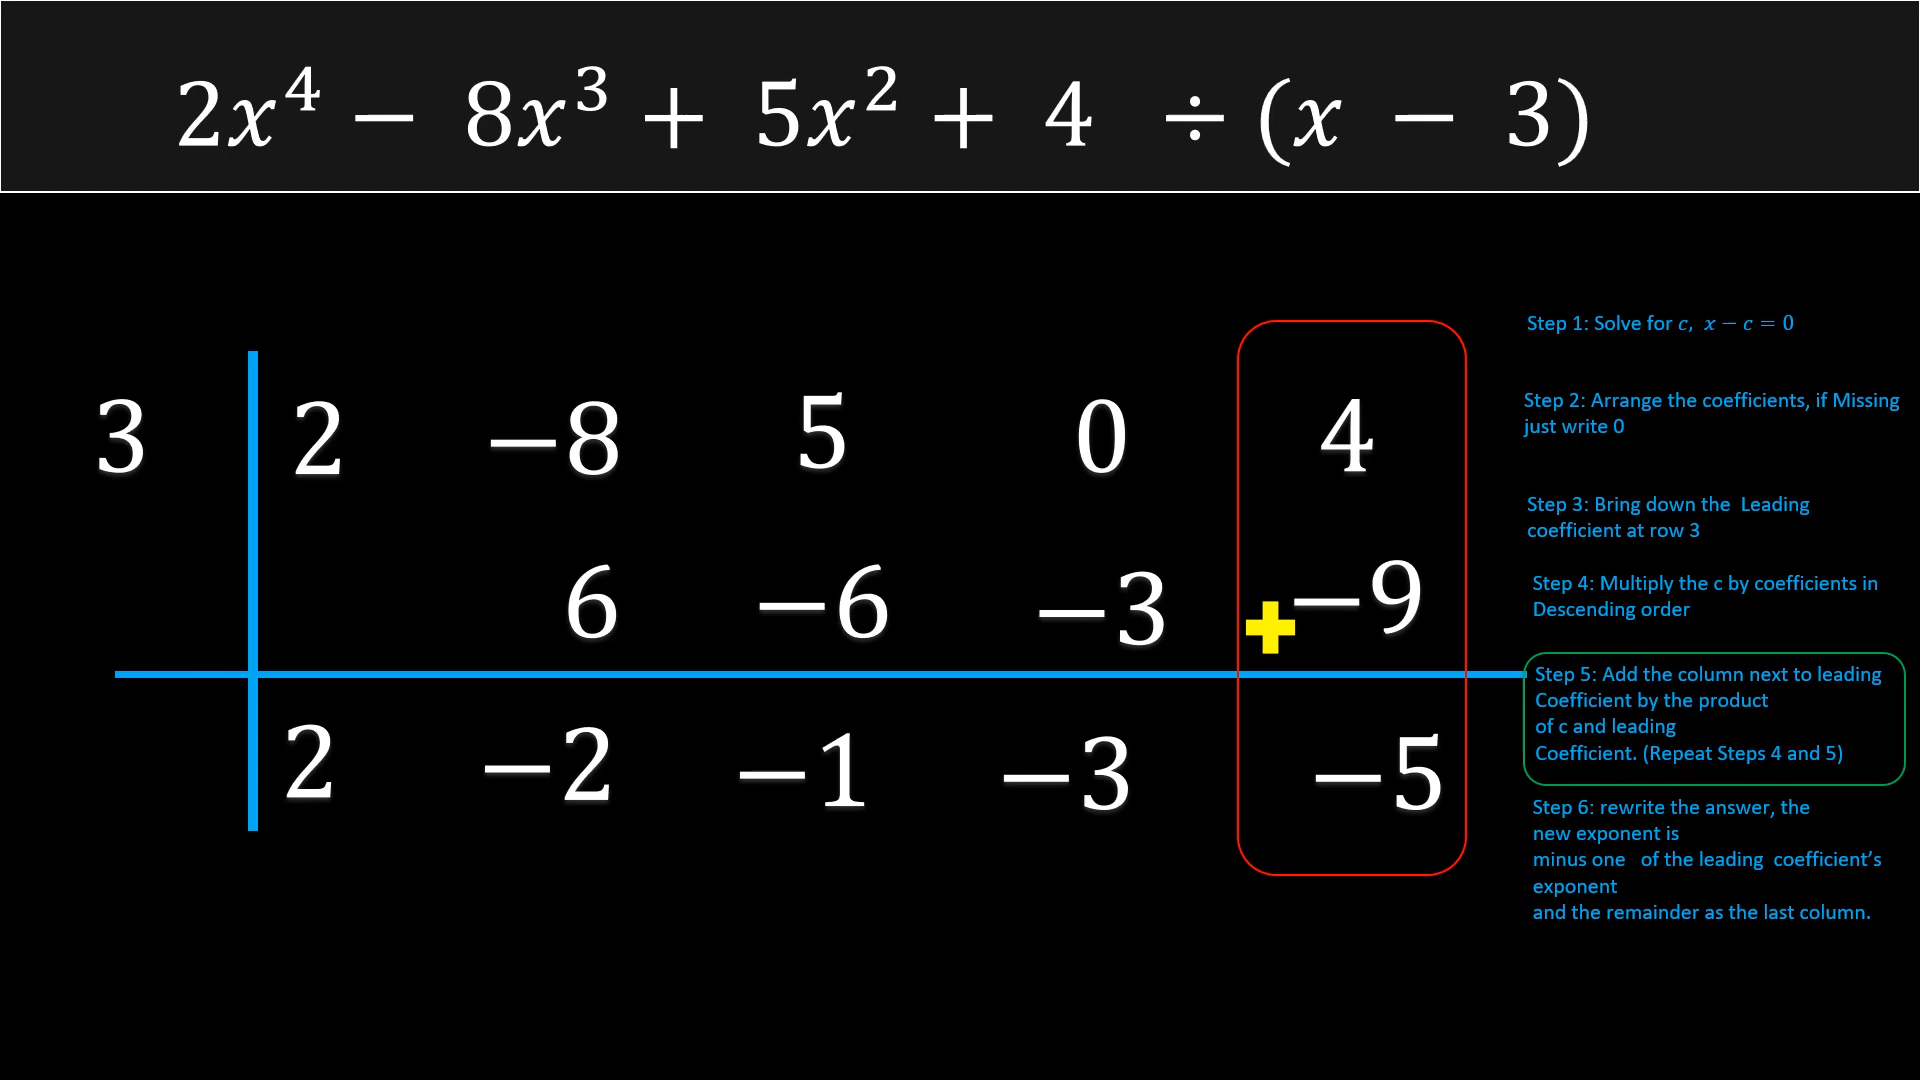 2x⁴ − 8x³ + 5x² + 4 ÷ (x − 3)
3 2 −8 5 0 4
6 −6 −3 + −9
2 −2 −1 −3 −5
Step 1: Solve for c, x − c = 0
Step 2: Arrange the coefficients, if Missing
just write 0
Step 3: Bring down the Leading
coefficient at row 3
Step 4: Multiply the c by coefficients in
Descending order
Step 5: Add the column next to leading
Coefficient by the product
of c and leading
Coefficient. (Repeat Steps 4 and 5)
Step 6: rewrite the answer, the
new exponent is
minus one of the leading coefficient’s
exponent
and the remainder as the last column.